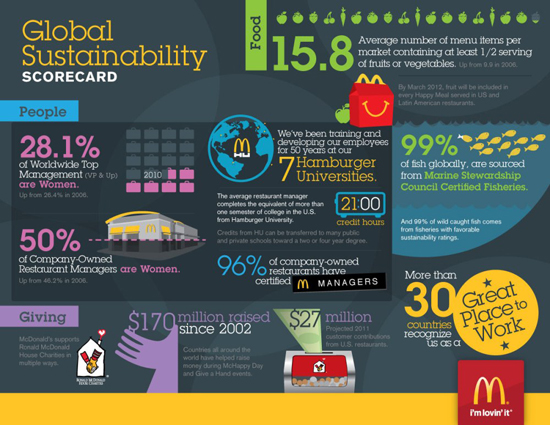 Global
Sustainability
SCORECARD
Food
15.8
Average number of menu items per
market containing at least 1/2 serving
of fruits or vegetables. Up from 9.8 in 2006.
By March 2012, fruit will be included in
every Happy Meal served in US and
Latin American restaurants.
People
28.1%
of Worldwide Top
Management (VP & Up)
are Women.
Up from 26.4% in 2006.
2010
We've been training and
developing our employees
for 50 years at our
7 Hamburger
Universities.
HU
The average restaurant manager
completes the equivalent of more than
one semester of college in the U.S.
from Hamburger University.
Credits from HU can be transferred to many public
and private schools toward a two or four year degree.
21:00
credit hours
99%
of fish globally, are sourced
from Marine Stewardship
Council Certified Fisheries.
And 99% of wild caught fish comes
from fisheries with favorable
sustainability ratings.
50%
of Company-Owned
Restaurant Managers are Women.
Up from 46.2% in 2006.
96% of company-owned
restaurants have
certified MANAGERS
More than
30
countries
recognize
us as a
Great
Place to
Work
Giving
McDonald's supports
Ronald McDonald
House Charities in
multiple ways.
RONALD McDONALD
HOUSE CHARITIES
$170 million raised
since 2002
Countries all around the
world have helped raise
money during McHappy Day
and Give a Hand events.
$27 million
Projected 2011
customer contributions
from U.S. restaurants.
i'm lovin' it